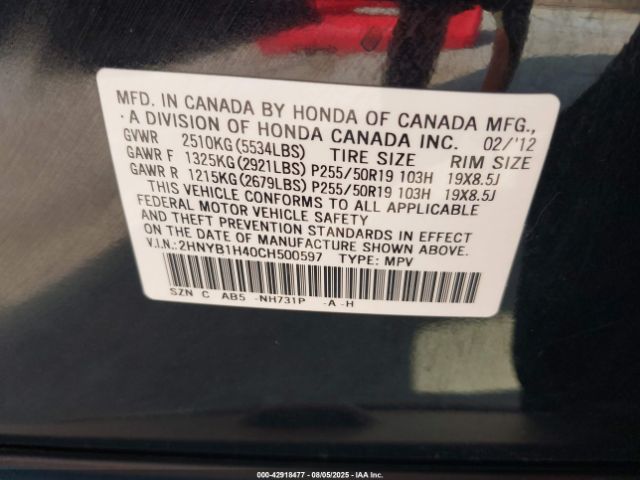 MFD. IN CANADA BY HONDA OF CANADA MFG.,
· A DIVISION OF HONDA CANADA INC. 02/'12
GVWR 2510KG(5534LBS) TIRE SIZE RIM SIZE
GAWR F 1325KG(2921LBS) P255/50R19 103H 19X8.5J
GAWR R 1215KG(2679LBS) P255/50R19 103H 19X8.5J
THIS VEHICLE CONFORMS TO ALL APPLICABLE
FEDERAL MOTOR VEHICLE SAFETY
AND THEFT PREVENTION STANDARDS IN EFFECT
ON THE DATE OF MANUFACTURE SHOWN ABOVE.
V.I.N.:2HNYB1H40CH500597 TYPE: MPV
SZN C AB5 -NH731P -A -H
000-42918477 - 08/05/2025 - IAA Inc.